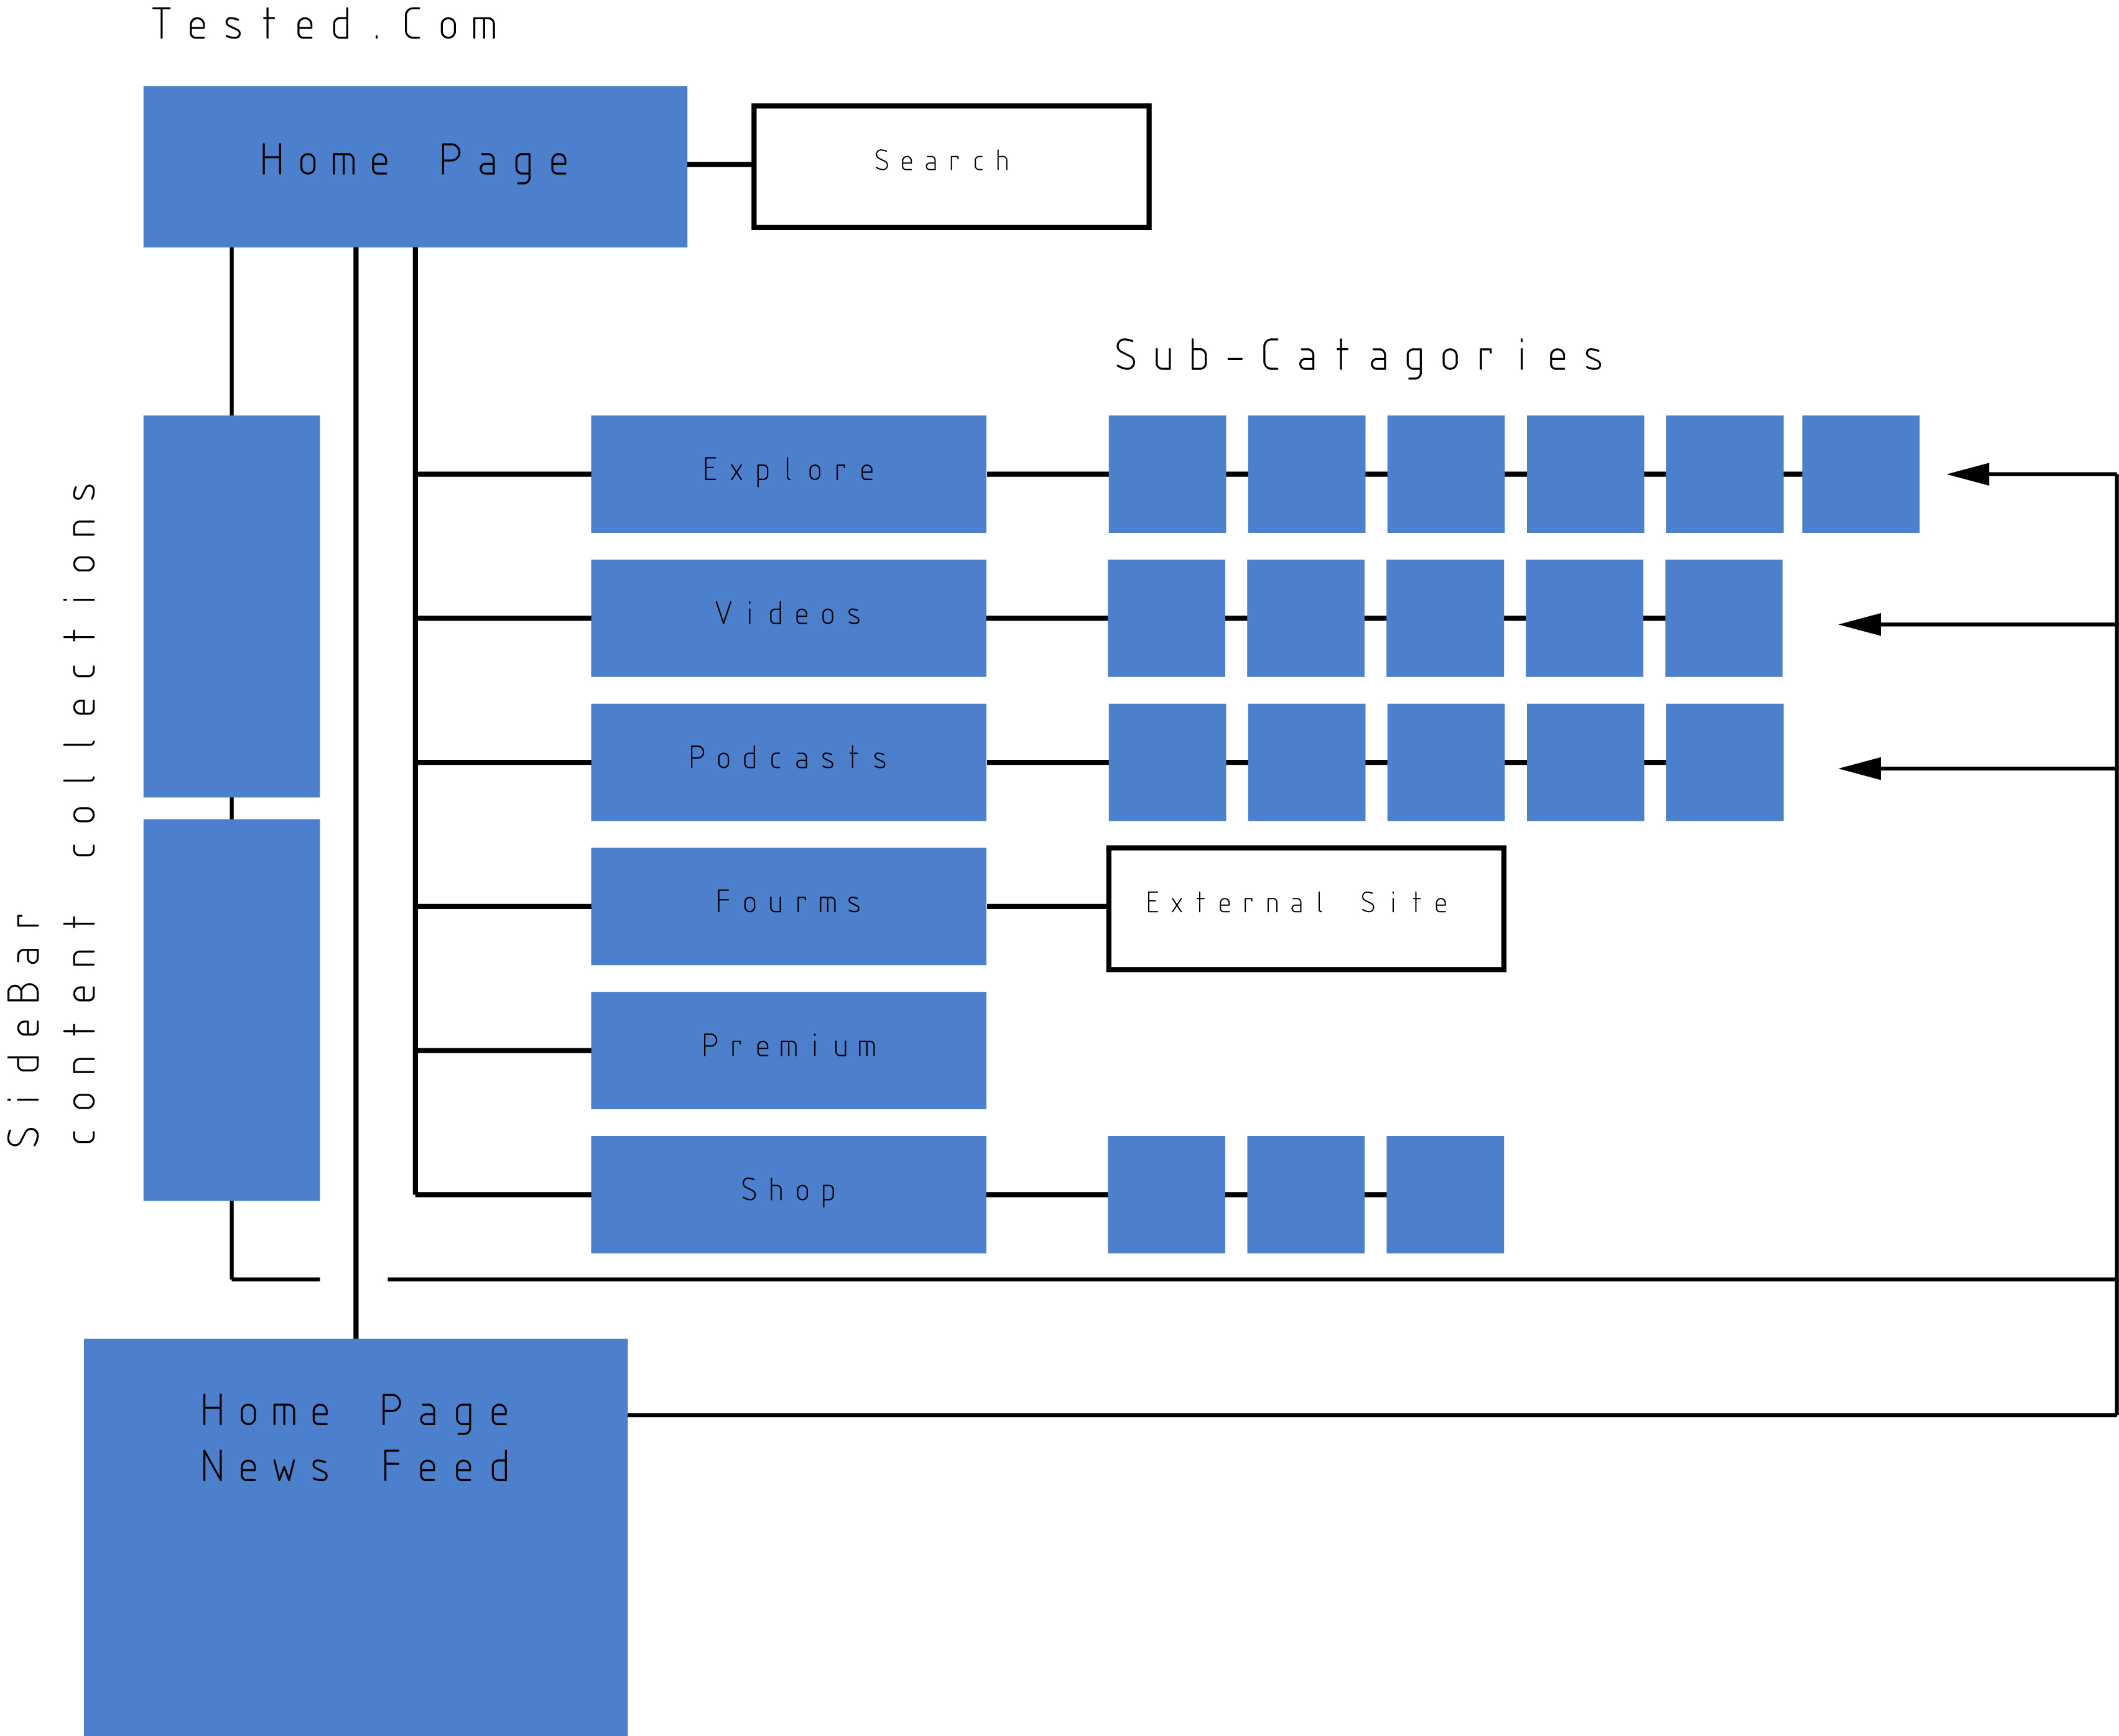 Tested.Com
Home Page
Search
Sub-Catagories
Explore
Videos
Podcasts
Fourms
External Site
Premium
Shop
SideBar
content collections
Home Page
News Feed